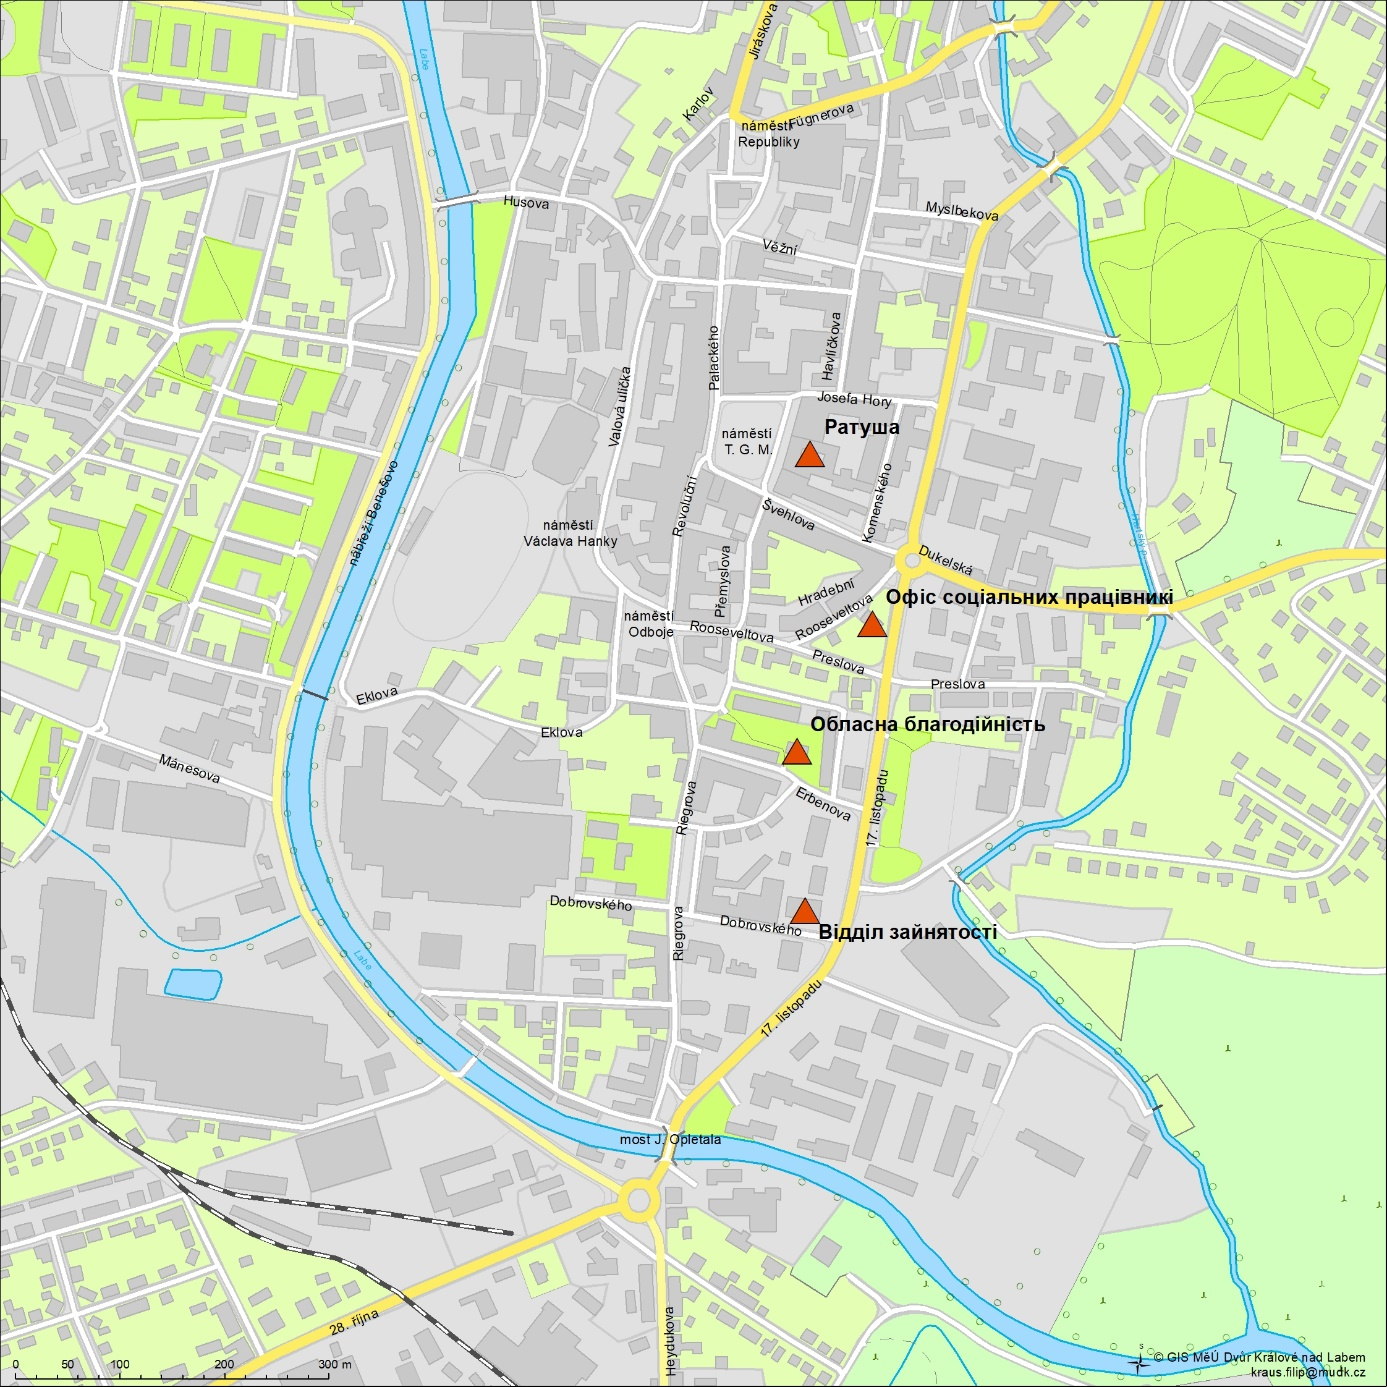 Jiráskova
Labe
Karlov
Fügnerova
náměstí
Republiky
Husova
Myslbekova
Věžní
Palackého
Havlíčkova
Valová ulička
Josefa Hory
Ратуша
náměstí
T. G. M.
nábřeží Benešovo
Revoluční
Komenského
Švehlova
náměstí
Václava Hanky
Přemyslova
Dukelská
Hradební
Офіс соціальних працівникі
Rooseveltova
náměstí
Odboje
Rooseveltova
Preslova
Preslova
Eklova
Eklova
Обласна благодійність
Mánesova
Riegrova
Erbenova
17. listopadu
Dobrovského
Dobrovského
Riegrova
Відділ зайнятості
Labe
17. listopadu
most J. Opletala
28. října
Heydukova
0 50 100 200 300 m
S
© GIS MěÚ Dvůr Králové nad Labem
kraus.filip@mudk.cz